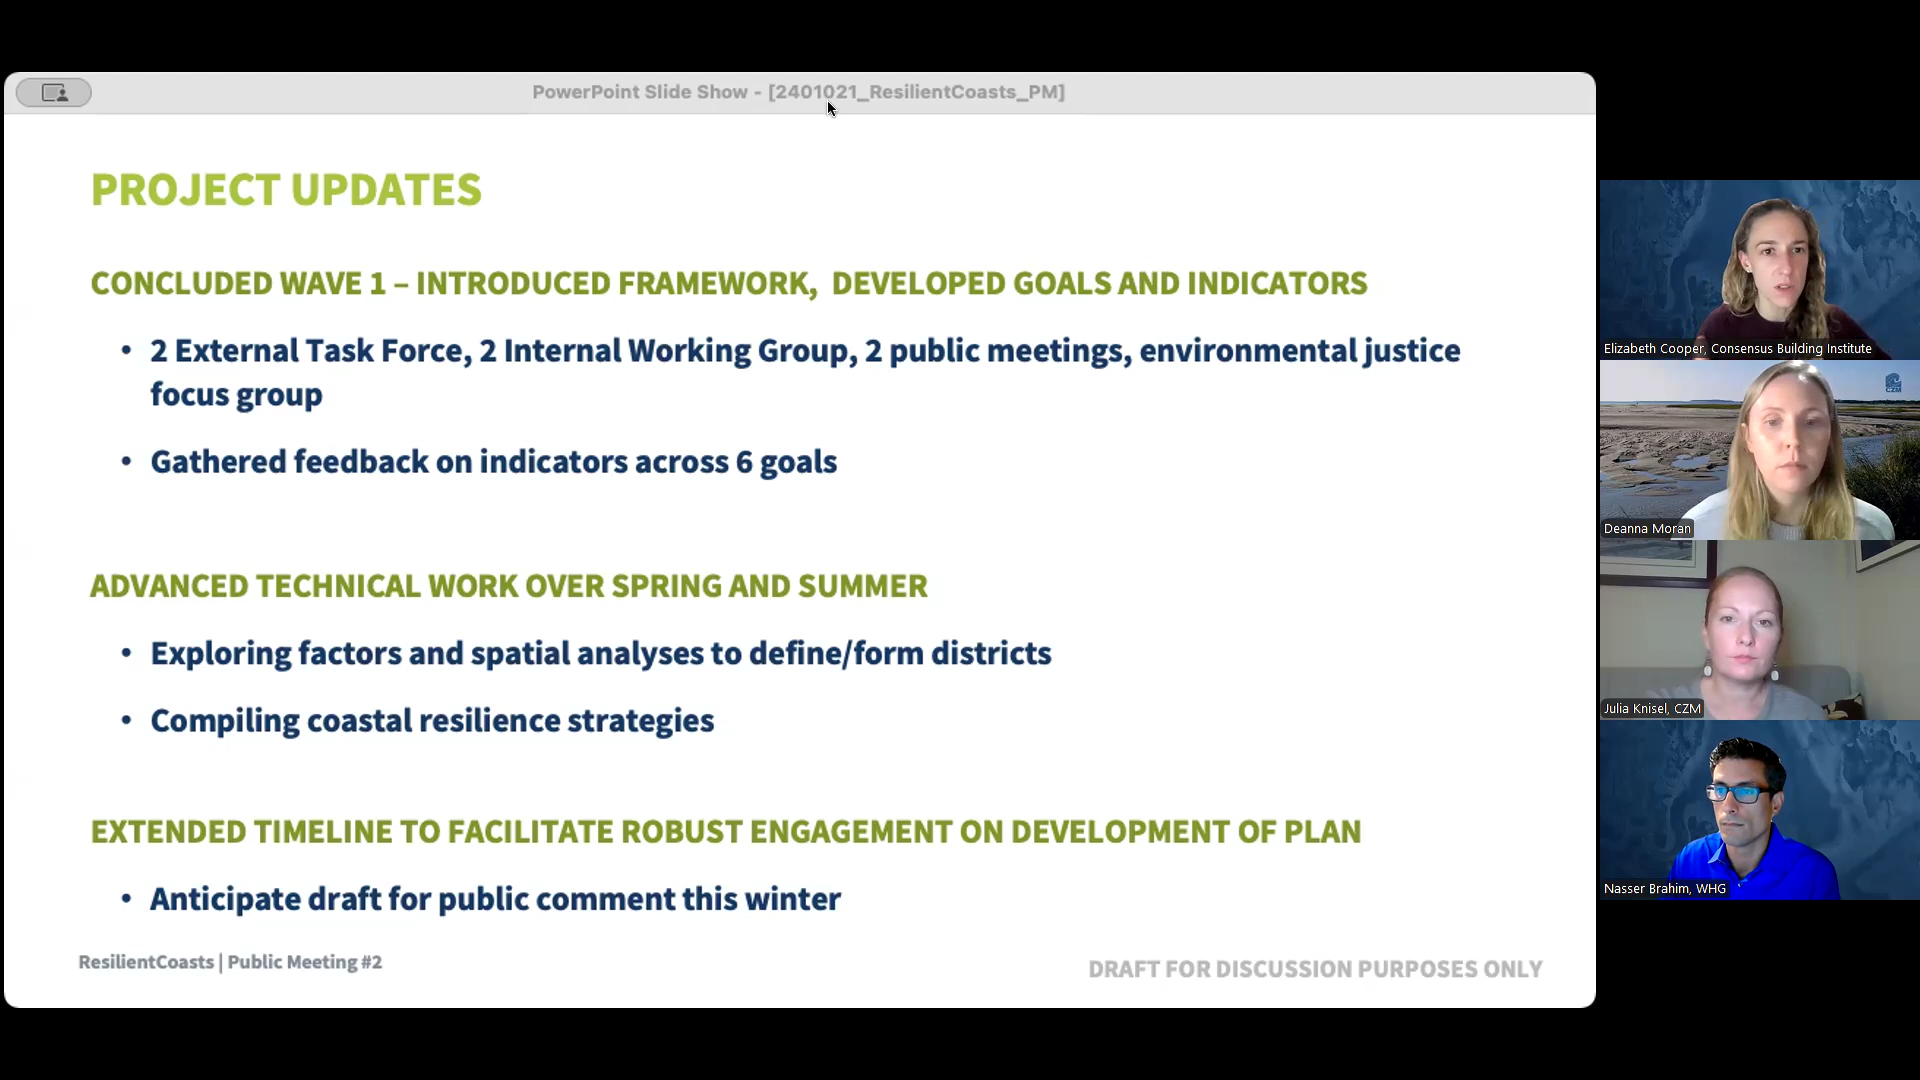 PowerPoint Slide Show - [2401021_ResilientCoasts_PM]
PROJECT UPDATES
CONCLUDED WAVE 1 – INTRODUCED FRAMEWORK, DEVELOPED GOALS AND INDICATORS
• 2 External Task Force, 2 Internal Working Group, 2 public meetings, environmental justice
focus group
• Gathered feedback on indicators across 6 goals
ADVANCED TECHNICAL WORK OVER SPRING AND SUMMER
• Exploring factors and spatial analyses to define/form districts
• Compiling coastal resilience strategies
EXTENDED TIMELINE TO FACILITATE ROBUST ENGAGEMENT ON DEVELOPMENT OF PLAN
• Anticipate draft for public comment this winter
ResilientCoasts | Public Meeting #2
DRAFT FOR DISCUSSION PURPOSES ONLY
Elizabeth Cooper, Consensus Building Institute
CZM
Deanna Moran
Julia Knisel, CZM
Nasser Brahim, WHG